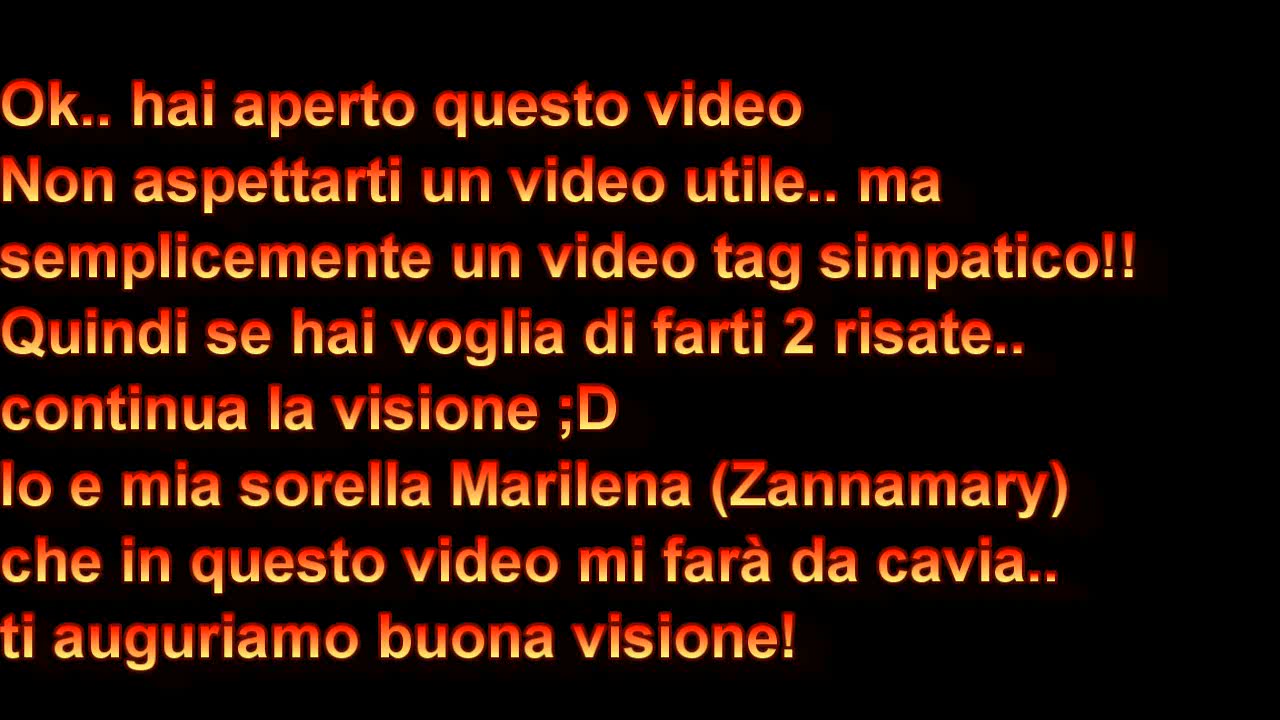 Ok.. hai aperto questo video
Non aspettarti un video utile.. ma
semplicemente un video tag simpatico!!
Quindi se hai voglia di farti 2 risate..
continua la visione ;D
Io e mia sorella Marilena (Zannamary)
che in questo video mi farà da cavia..
ti auguriamo buona visione!